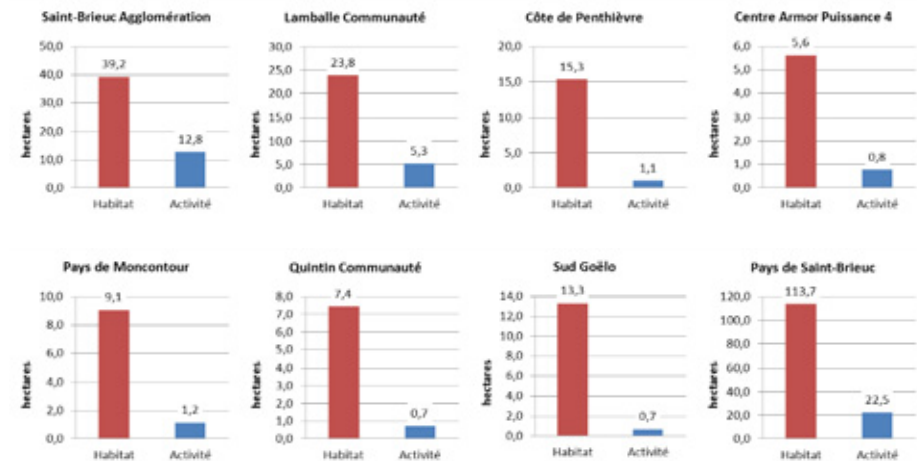 Saint-Brieuc Agglomération
50,0
40,0
30,0
20,0
10,0
0,0
hectares
39,2
12,8
Habitat Activité
Lamballe Communauté
30,0
25,0
20,0
15,0
10,0
5,0
0,0
hectares
23,8
5,3
Habitat Activité
Côte de Penthièvre
20,0
15,0
10,0
5,0
0,0
hectares
15,3
1,1
Habitat Activité
Centre Armor Puissance 4
6,0
5,0
4,0
3,0
2,0
1,0
0,0
hectares
5,6
0,8
Habitat Activité
Pays de Moncontour
10,0
8,0
6,0
4,0
2,0
0,0
hectares
9,1
1,2
Habitat Activité
Quintin Communauté
8,0
7,0
6,0
5,0
4,0
3,0
2,0
1,0
0,0
hectares
7,4
0,7
Habitat Activité
Sud Goëlo
14,0
12,0
10,0
8,0
6,0
4,0
2,0
0,0
hectares
13,3
0,7
Habitat Activité
Pays de Saint-Brieuc
120,0
100,0
80,0
60,0
40,0
20,0
0,0
hectares
113,7
22,5
Habitat Activité